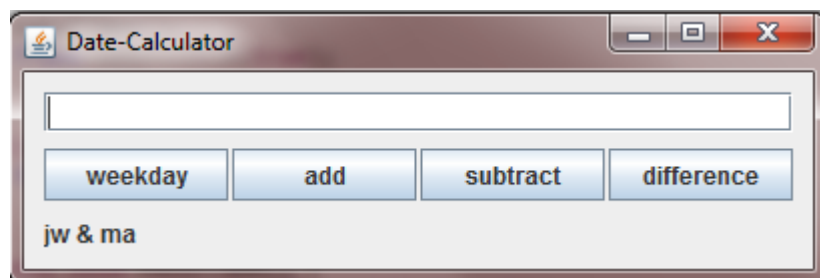 Date-Calculator
weekday add subtract difference
jw & ma